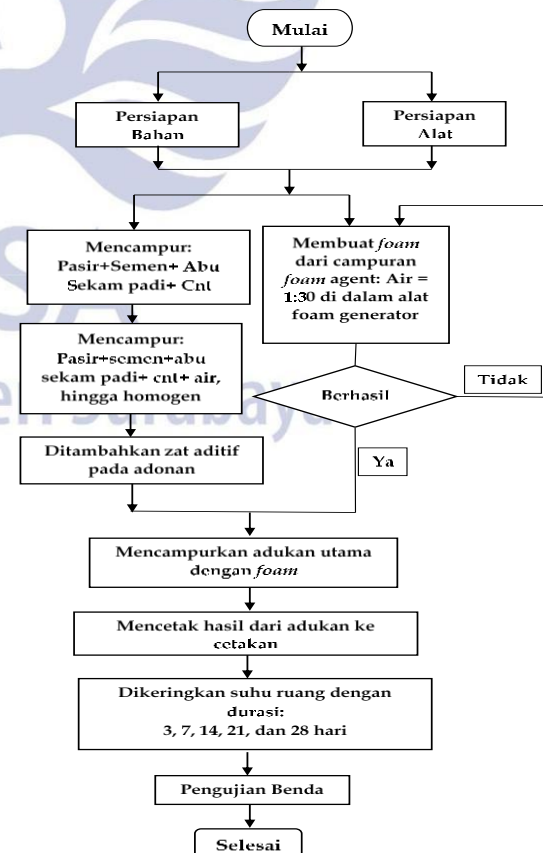 Mulai
Persiapan
Bahan
Persiapan
Alat
Mencampur:
Pasir+Semen+ Abu
Sekam padi+ Cnt
Membuat foam
dari campuran
foam agent: Air =
1:30 di dalam alat
foam generator
Mencampur:
Pasir+semen+abu
sekam padi+ cnt+ air,
hingga homogen
Berhasil
Tidak
Ditambahkan zat aditif
pada adonan
Ya
Mencampurkan adukan utama
dengan foam
Mencetak hasil dari adukan ke
cetakan
Dikeringkan suhu ruang dengan
durasi:
3, 7, 14, 21, dan 28 hari
Pengujian Benda
Selesai